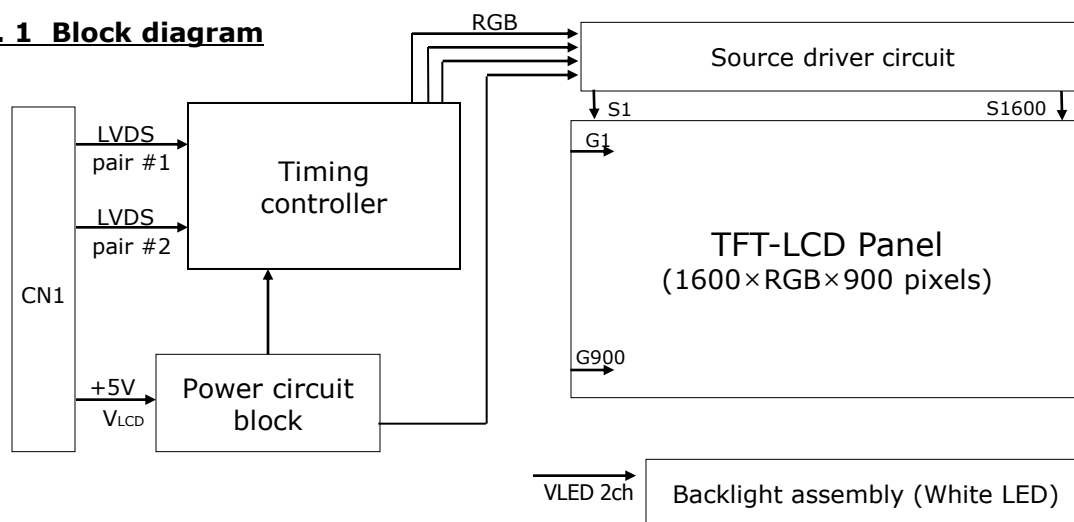 . 1 Block diagram
RGB
Source driver circuit
S1
S1600
LVDS
pair #1
Timing
controller
G1
LVDS
pair #2
TFT-LCD Panel
(1600×RGB×900 pixels)
CN1
G900
+5V
VLCD
Power circuit
block
VLED 2ch
Backlight assembly (White LED)